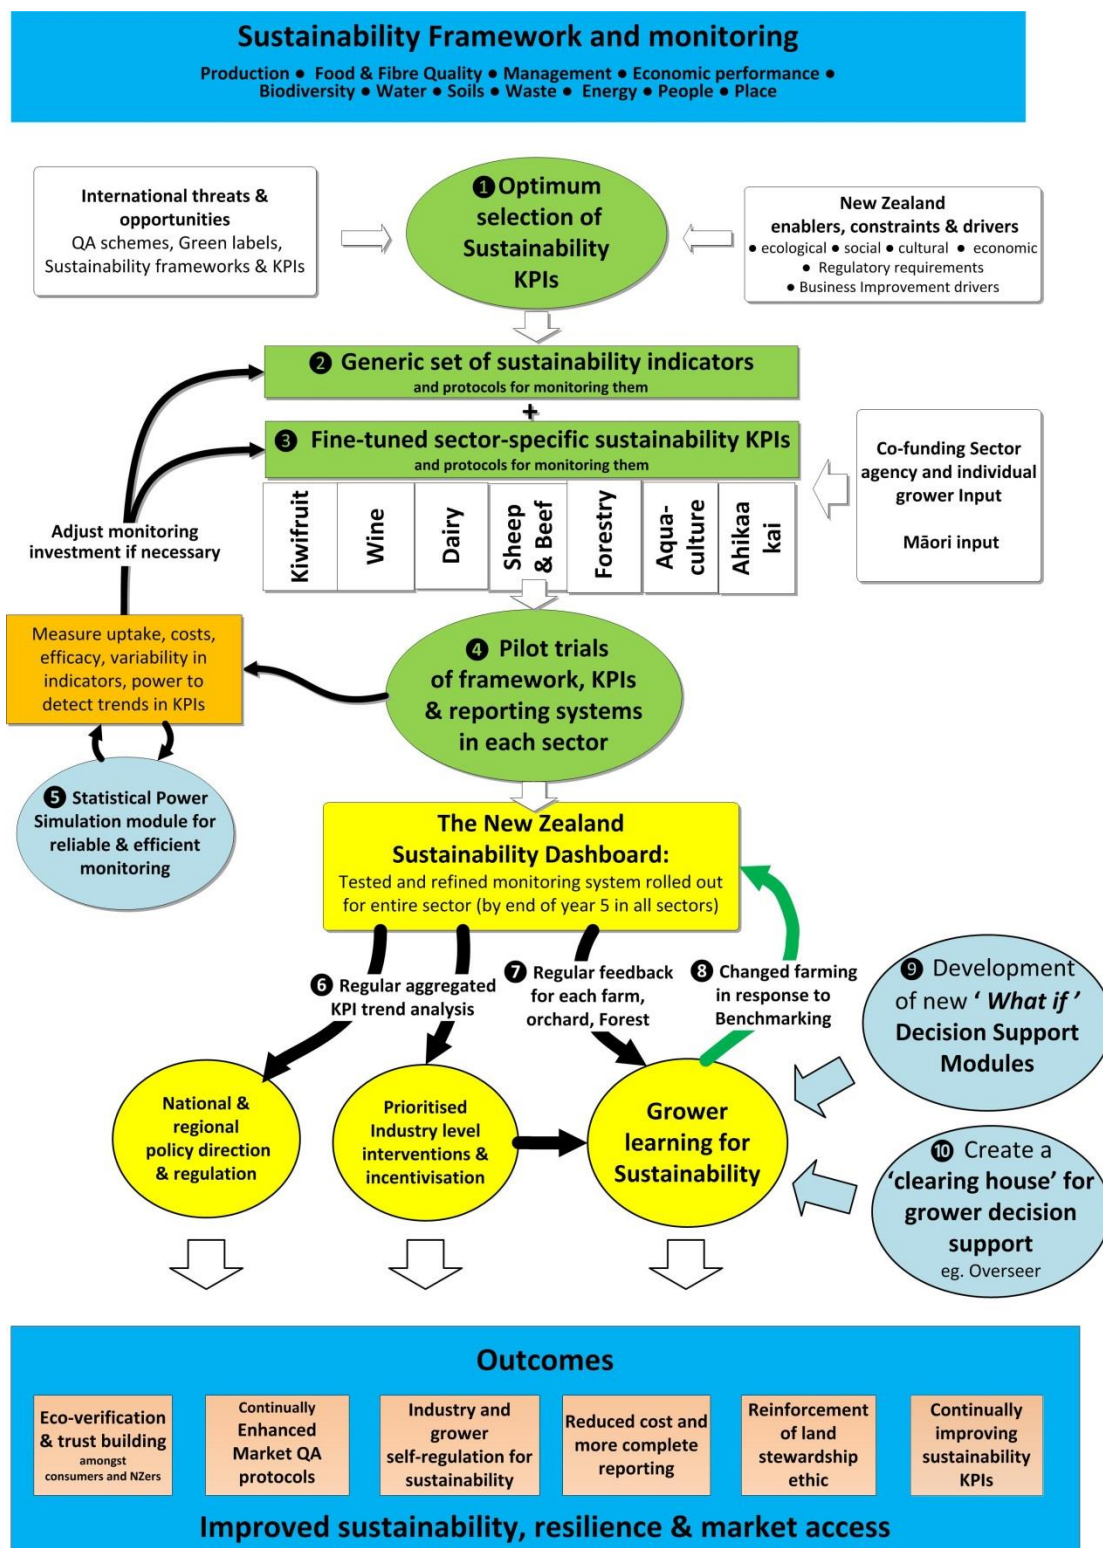 Sustainability Framework and monitoring
Production ● Food & Fibre Quality ● Management ● Economic performance ●
Biodiversity ● Water ● Soils ● Waste ● Energy ● People ● Place
International threats &
opportunities
QA schemes, Green labels,
Sustainability frameworks & KPIs
❶Optimum
selection of
Sustainability
KPIs
New Zealand
enablers, constraints & drivers
● ecological ● social ● cultural ● economic
● Regulatory requirements
● Business Improvement drivers
❷ Generic set of sustainability indicators
and protocols for monitoring them
+
❸ Fine-tuned sector-specific sustainability KPIs
and protocols for monitoring them
Kiwifruit
Wine
Dairy
Sheep
& Beef
Forestry
Aqua-
culture
Ahikaa
kai
Co-funding Sector
agency and individual
grower Input
Māori input
Adjust monitoring
investment if necessary
Measure uptake, costs,
efficacy, variability in
indicators, power to
detect trends in KPIs
❹ Pilot trials
of framework, KPIs
& reporting systems
in each sector
❺ Statistical Power
Simulation module for
reliable & efficient
monitoring
The New Zealand
Sustainability Dashboard:
Tested and refined monitoring system rolled out
for entire sector (by end of year 5 in all sectors)
❻ Regular aggregated
KPI trend analysis
❼ Regular feedback
for each farm,
orchard, Forest
❽ Changed farming
in response to
Benchmarking
❾ Development
of new ‘ What if ’
Decision Support
Modules
National &
regional
policy direction
& regulation
Prioritised
Industry level
interventions &
incentivisation
Grower
learning for
Sustainability
❿ Create a
‘clearing house’ for
grower decision
support
eg. Overseer
Outcomes
Eco-verification
& trust building
amongst
consumers and NZers
Continually
Enhanced
Market QA
protocols
Industry and
grower
self-regulation for
sustainability
Reduced cost and
more complete
reporting
Reinforcement
of land
stewardship
ethic
Continually
improving
sustainability
KPIs
Improved sustainability, resilience & market access